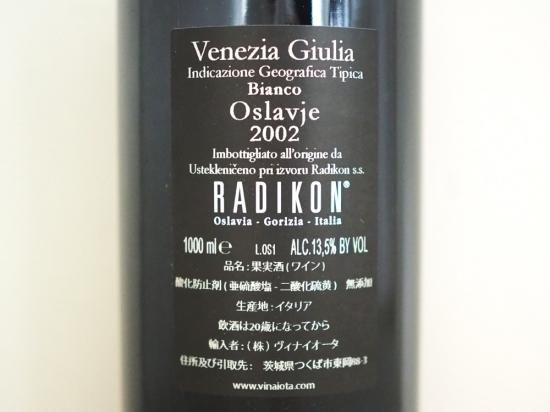 Venezia Giulia
Indicazione Geografica Tipica
Bianco
Oslavje
2002
Imbottigliato all'origine da
Ustekleničeno pri izvoru Radikon s.s.
RADIKON®
Oslavia - Gorizia - Italia
1000 ml e L.OS1 ALC.13,5% BY VOL
品名:果実酒(ワイン)
酸化防止剤(亜硫酸塩-二酸化硫黄) 無添加
生産地:イタリア
飲酒は20歳になってから
輸入者:(株)ヴィナイオータ
住所及び引取先: 茨城県つくば市東岡88-3
www.vinaiota.com